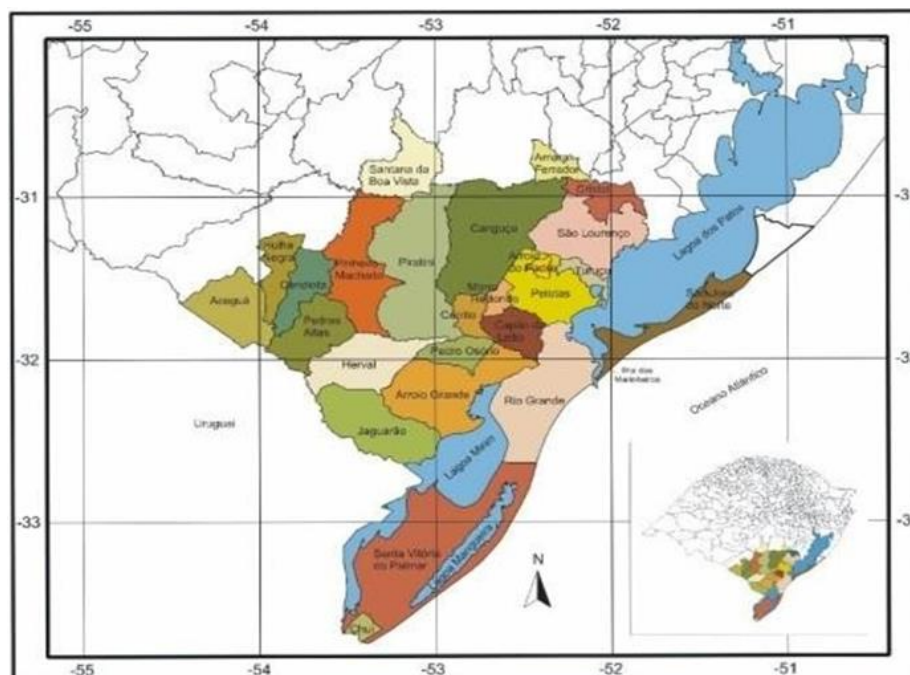 -55 -54 -53 -52 -51
Santana da
Boa Vista
Amaral
Ferrador
-31
Cristal
Canguçu
São Lourenço
Lagoa dos Patos
Hulha
Negra
Pinheiro
Machado
Piratini
Arroio
do Padre
Turuçu
Candiota
Aceguá
Morro
Redondo
Pelotas
São José
do Norte
Pedras
Altas
Cerrito
Capão do
Leão
-32
Herval
Pedro Osório
Ilha dos
Marinheiros
Arroio Grande
Rio Grande
Oceano Atlântico
Uruguai
Jaguarão
Lagoa Mirim
-33
Santa Vitória
do Palmar
Lagoa Mangueira
N
Chuí
-55 -54 -53 -52 -51